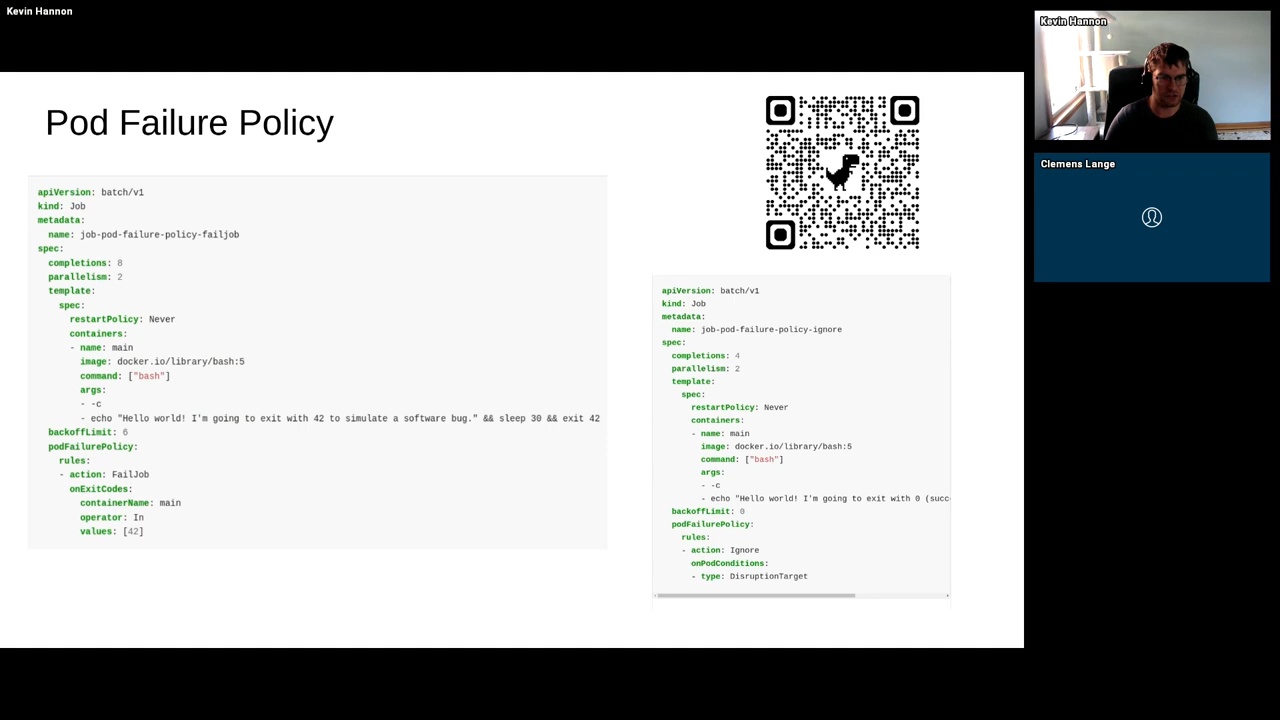 Kevin Hannon
Kevin Hannon
Clemens Lange
Pod Failure Policy
apiVersion: batch/v1
kind: Job
metadata:
  name: job-pod-failure-policy-failjob
spec:
  completions: 8
  parallelism: 2
  template:
    spec:
      restartPolicy: Never
      containers:
      - name: main
        image: docker.io/library/bash:5
        command: ["bash"]
        args:
        - -c
        - echo "Hello world! I'm going to exit with 42 to simulate a software bug." && sleep 30 && exit 42
  backoffLimit: 6
  podFailurePolicy:
    rules:
    - action: FailJob
      onExitCodes:
        containerName: main
        operator: In
        values: [42]
apiVersion: batch/v1
kind: Job
metadata:
  name: job-pod-failure-policy-ignore
spec:
  completions: 4
  parallelism: 2
  template:
    spec:
      restartPolicy: Never
      containers:
      - name: main
        image: docker.io/library/bash:5
        command: ["bash"]
        args:
        - -c
        - echo "Hello world! I'm going to exit with 0 (succ
  backoffLimit: 0
  podFailurePolicy:
    rules:
    - action: Ignore
      onPodConditions:
      - type: DisruptionTarget